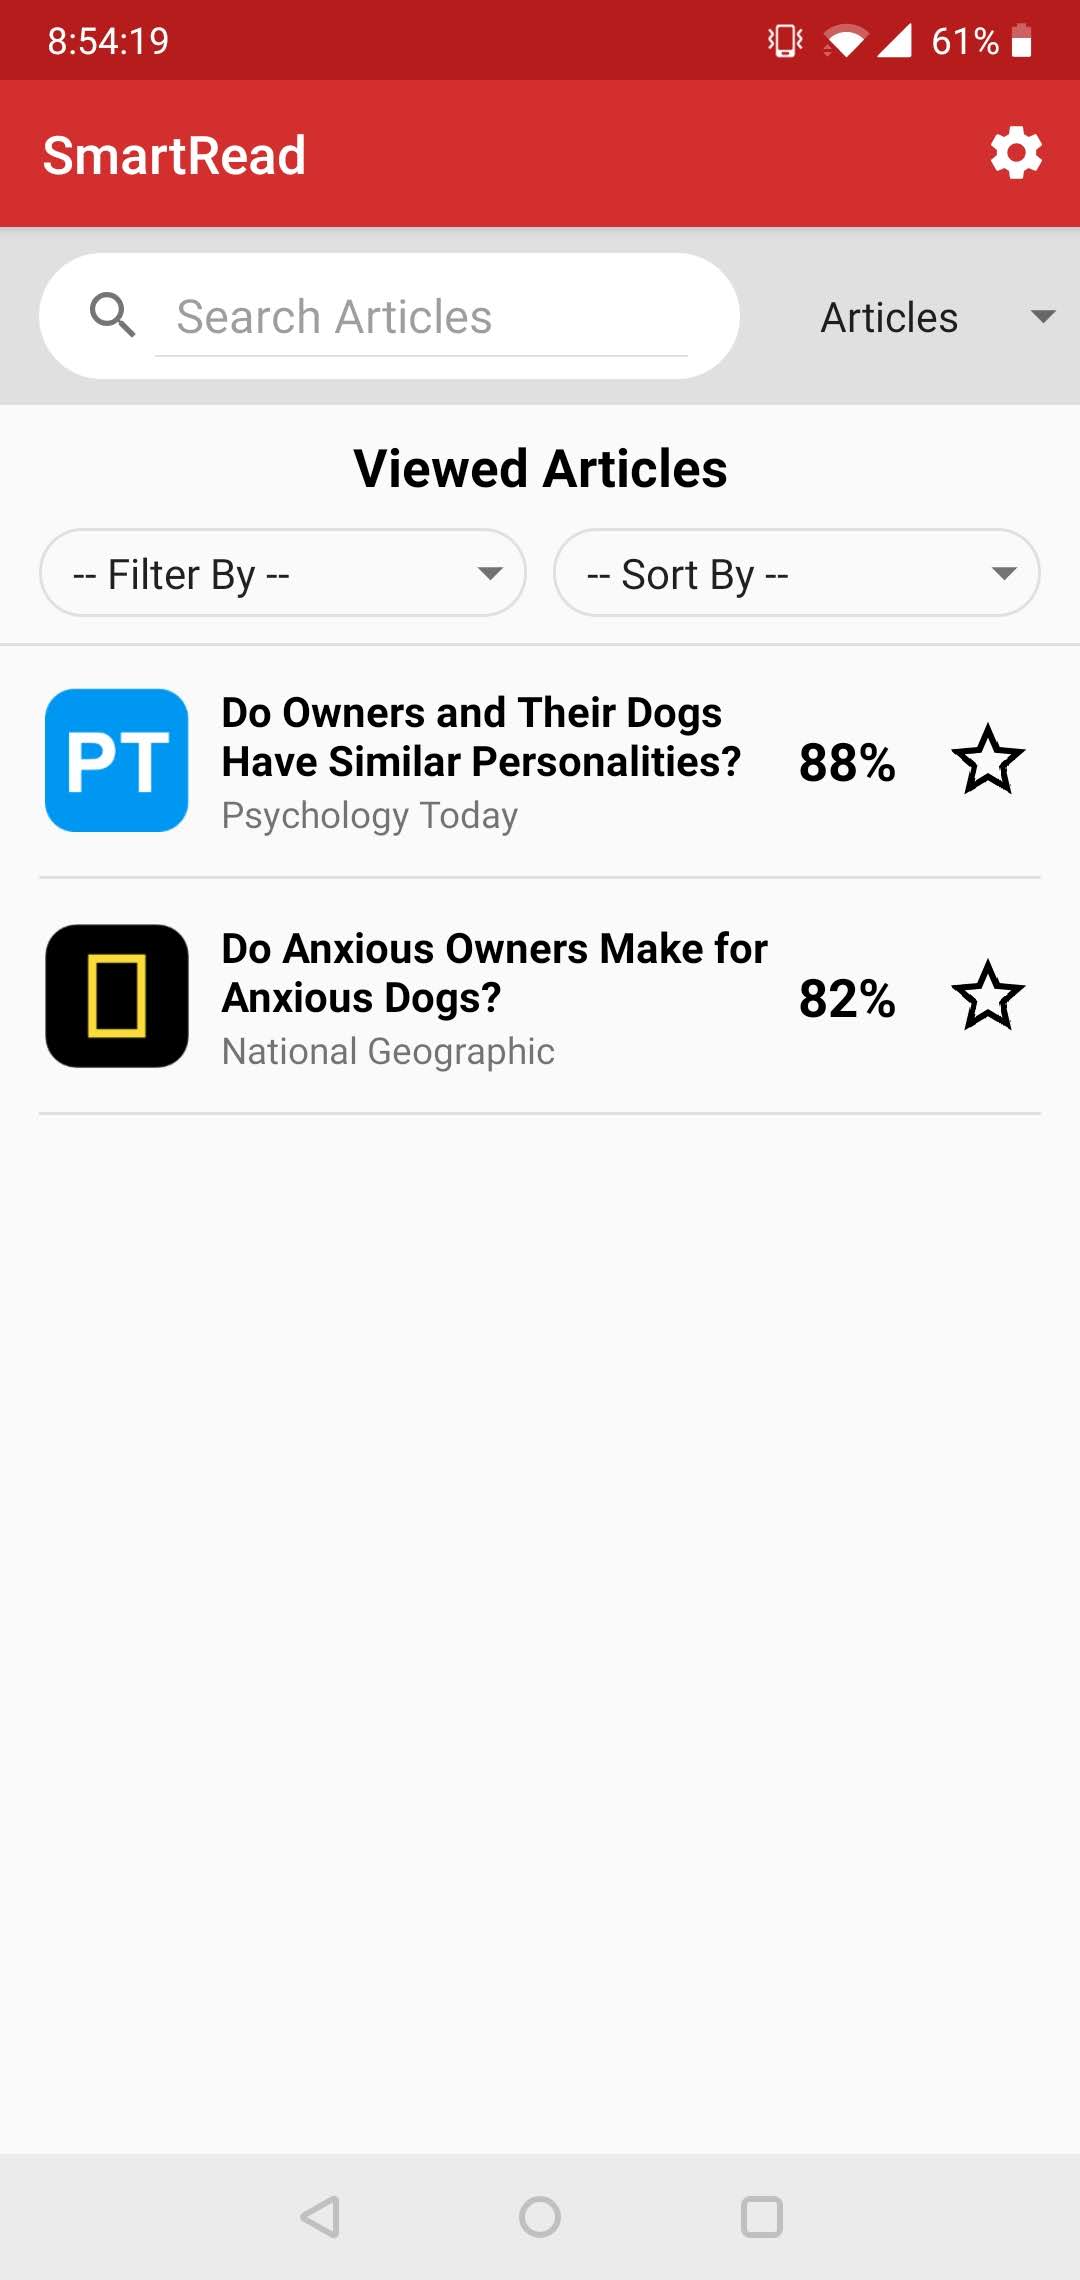 8:54:19
61%
SmartRead
Search Articles
Articles
Viewed Articles
-- Filter By --
-- Sort By --
PT
Do Owners and Their Dogs
Have Similar Personalities?
Psychology Today
88%
Do Anxious Owners Make for
Anxious Dogs?
National Geographic
82%